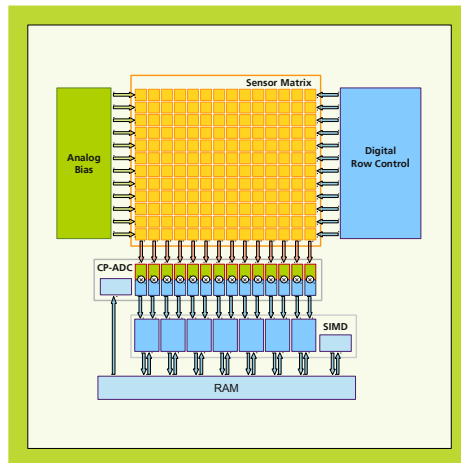 Sensor Matrix
Analog
Bias
Digital
Row Control
CP-ADC
SIMD
RAM